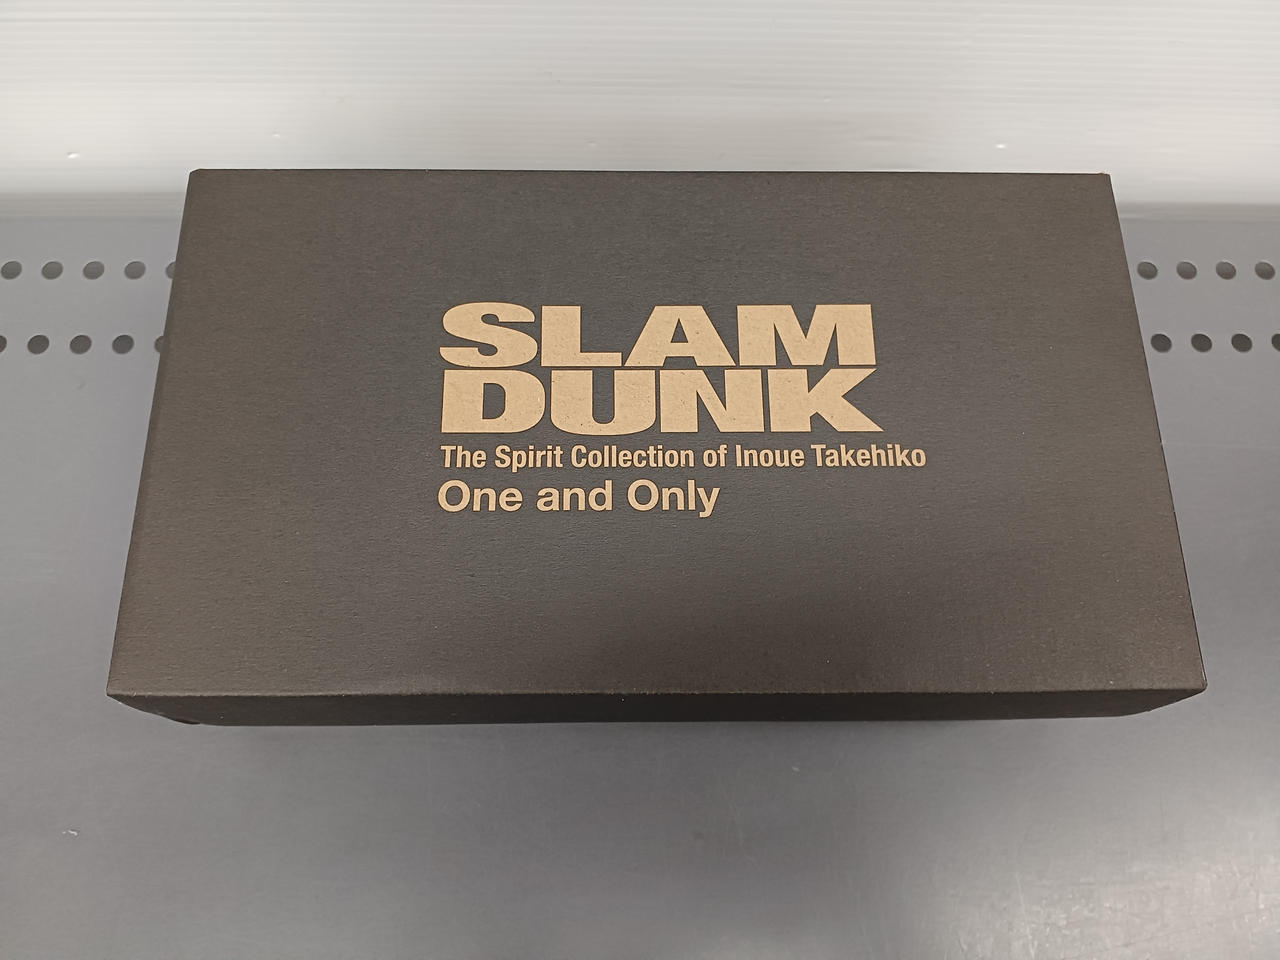 SLAM
DUNK
The Spirit Collection of Inoue Takehiko
One and Only